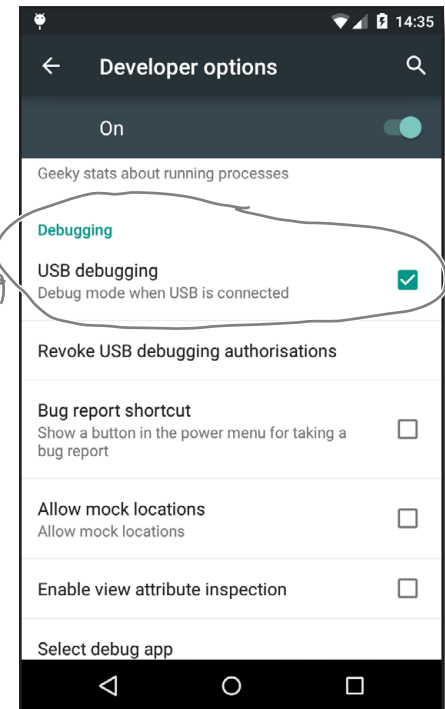 14:35
Developer options
On
Geeky stats about running processes
Debugging
USB debugging
Debug mode when USB is connected
Revoke USB debugging authorisations
Bug report shortcut
Show a button in the power menu for taking a
bug report
Allow mock locations
Allow mock locations
Enable view attribute inspection
Select debug app